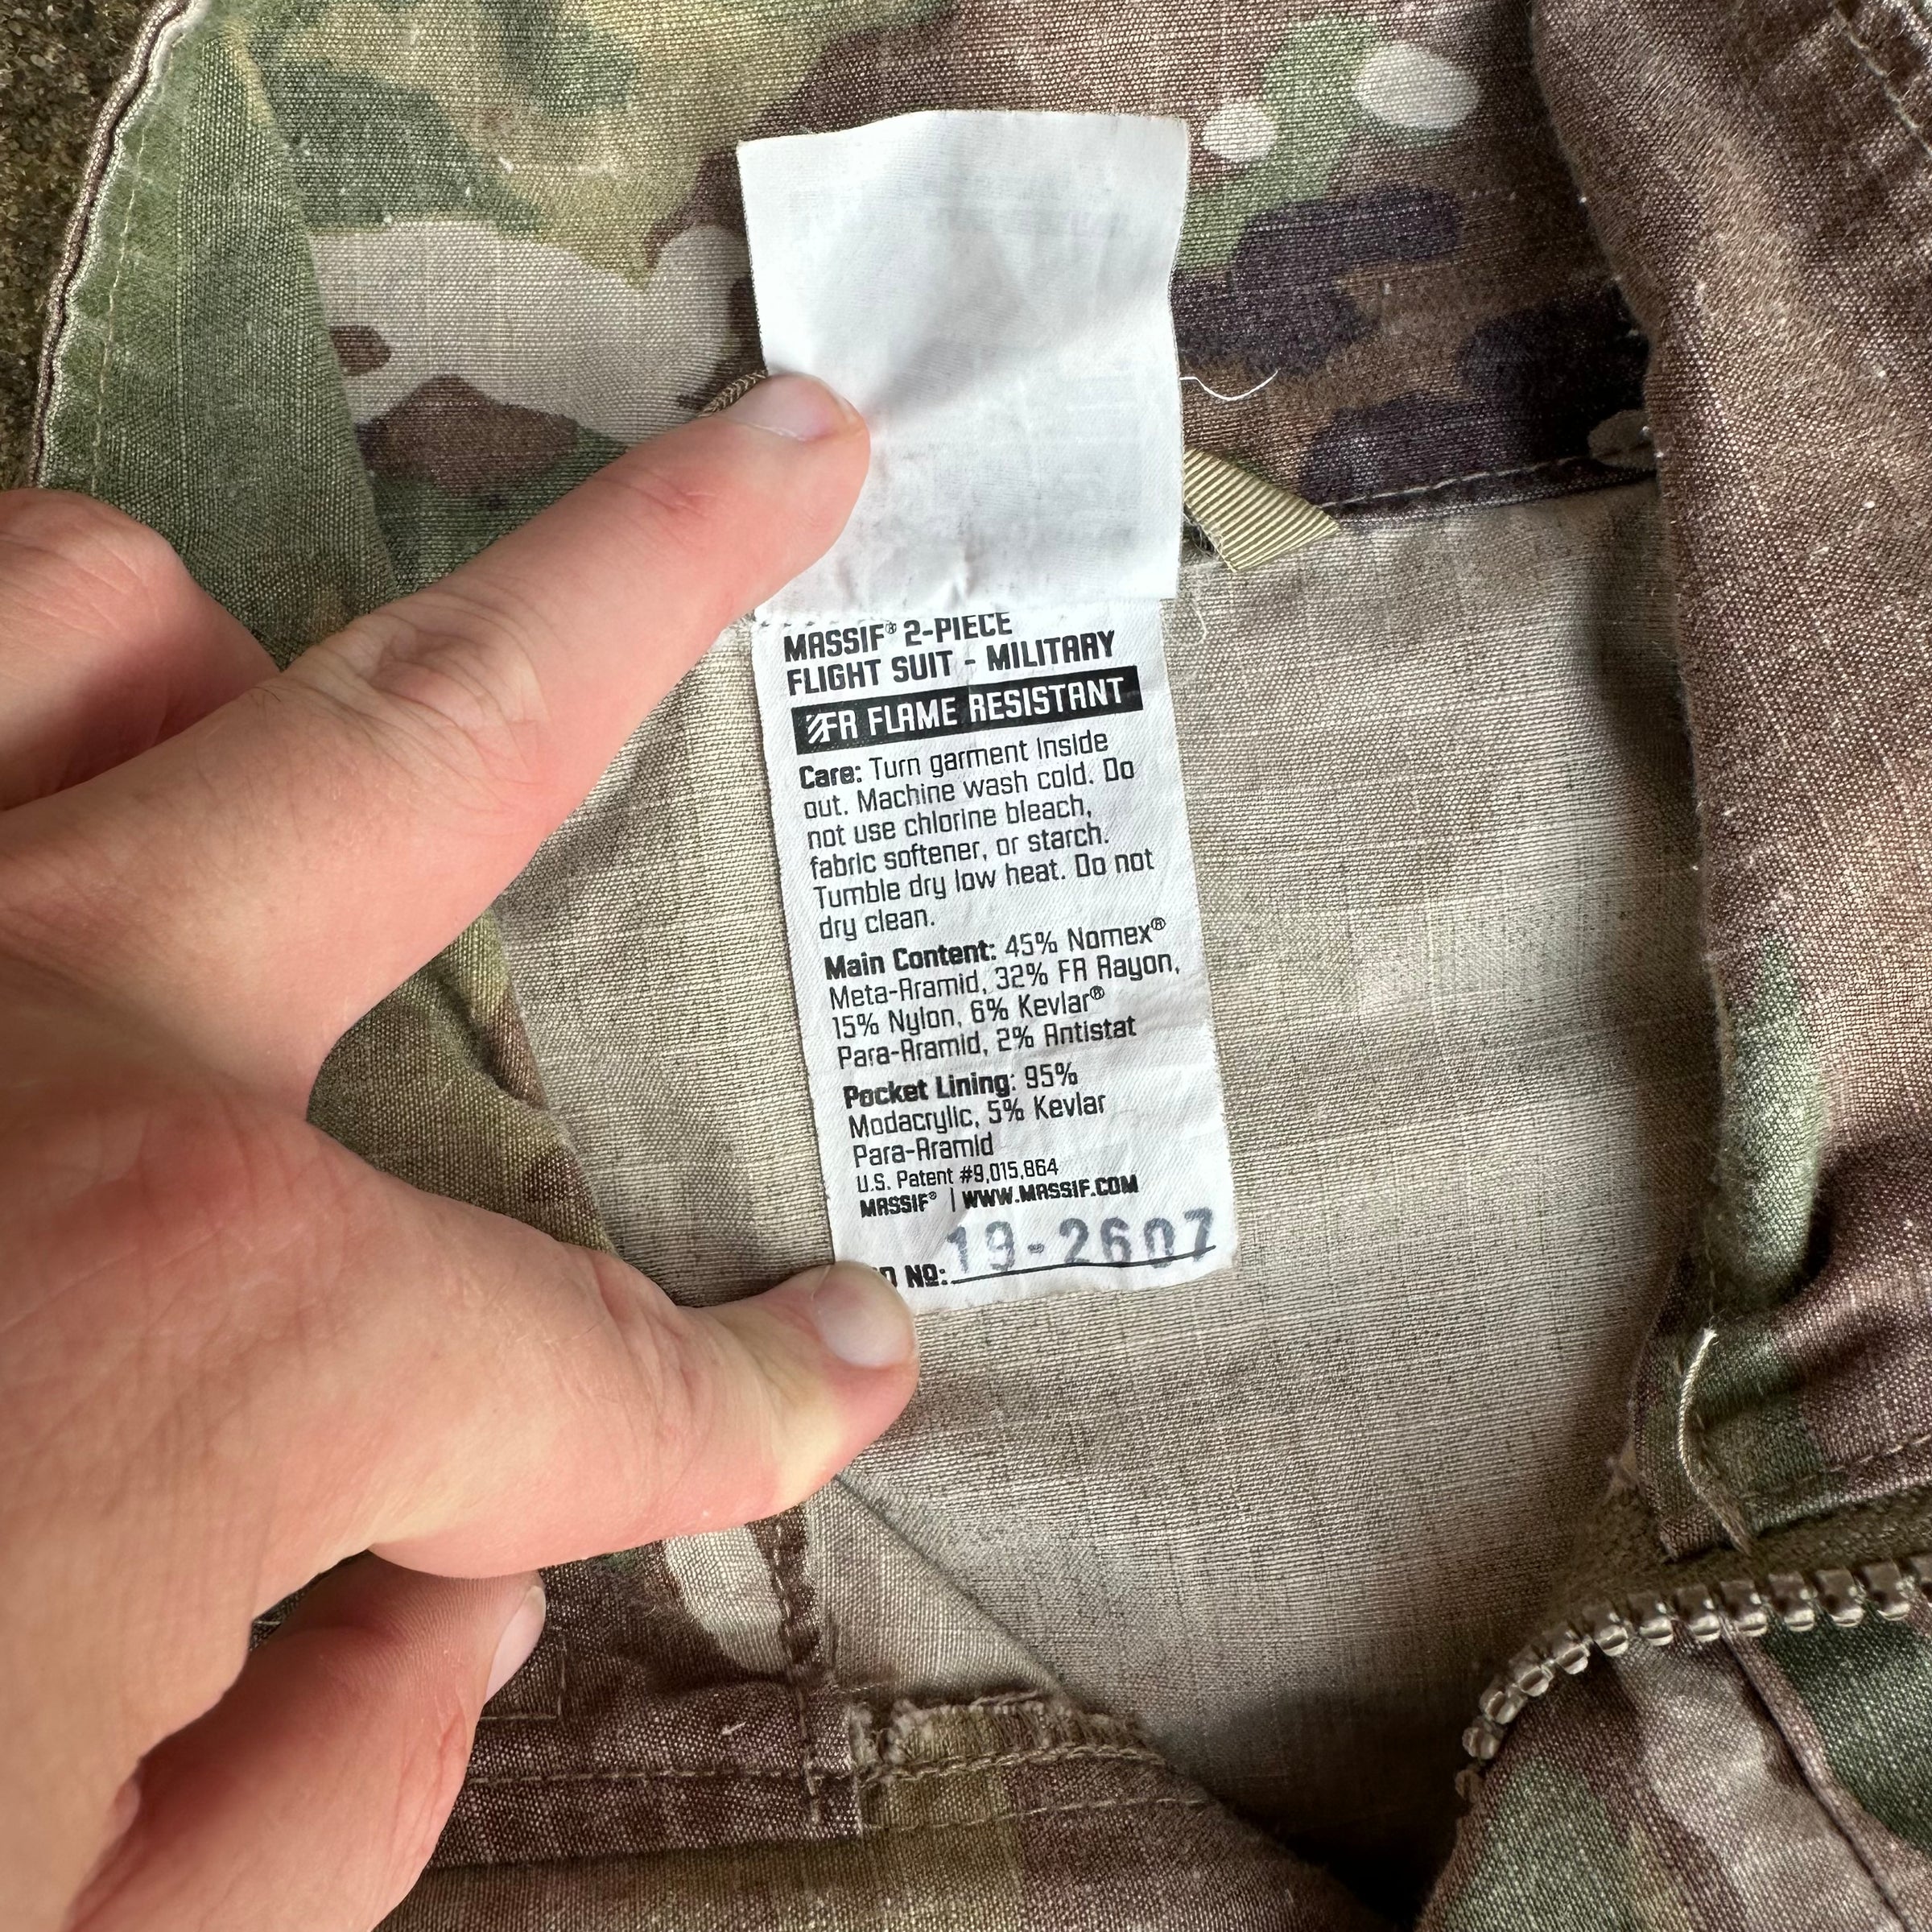 MASSIF® 2-PIECE
FLIGHT SUIT - MILITARY
FR FLAME RESISTANT
Care: Turn garment inside
out. Machine wash cold. Do
not use chlorine bleach,
fabric softener, or starch.
Tumble dry low heat. Do not
dry clean.
Main Content: 45% Nomex®
Meta-Aramid, 32% FR Rayon,
15% Nylon, 6% Kevlar®
Para-Aramid, 2% Antistat
Pocket Lining: 95%
Modacrylic, 5% Kevlar
Para-Aramid
U.S. Patent #9,015,864
MASSIF® | WWW.MASSIF.COM
19-2607
NO: